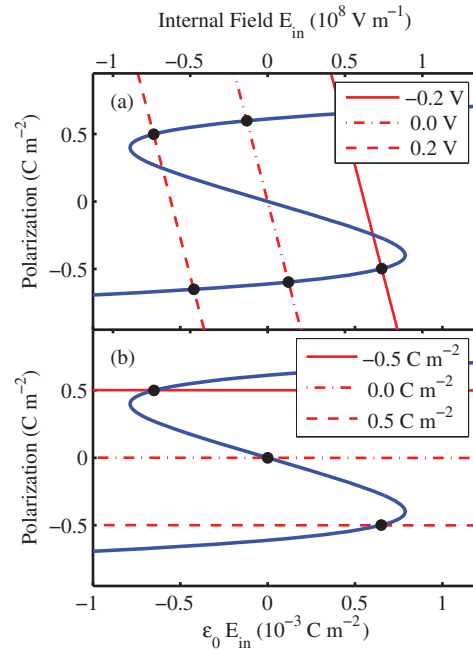 Internal Field E_in (10^8 V m^−1)
−1 −0.5 0 0.5 1
(a)
−0.2 V
0.0 V
0.2 V
Polarization (C m^−2)
0.5
0
−0.5
(b)
−0.5 C m^−2
0.0 C m^−2
0.5 C m^−2
Polarization (C m^−2)
0.5
0
−0.5
−1 −0.5 0 0.5 1
ε_0 E_in (10^−3 C m^−2)